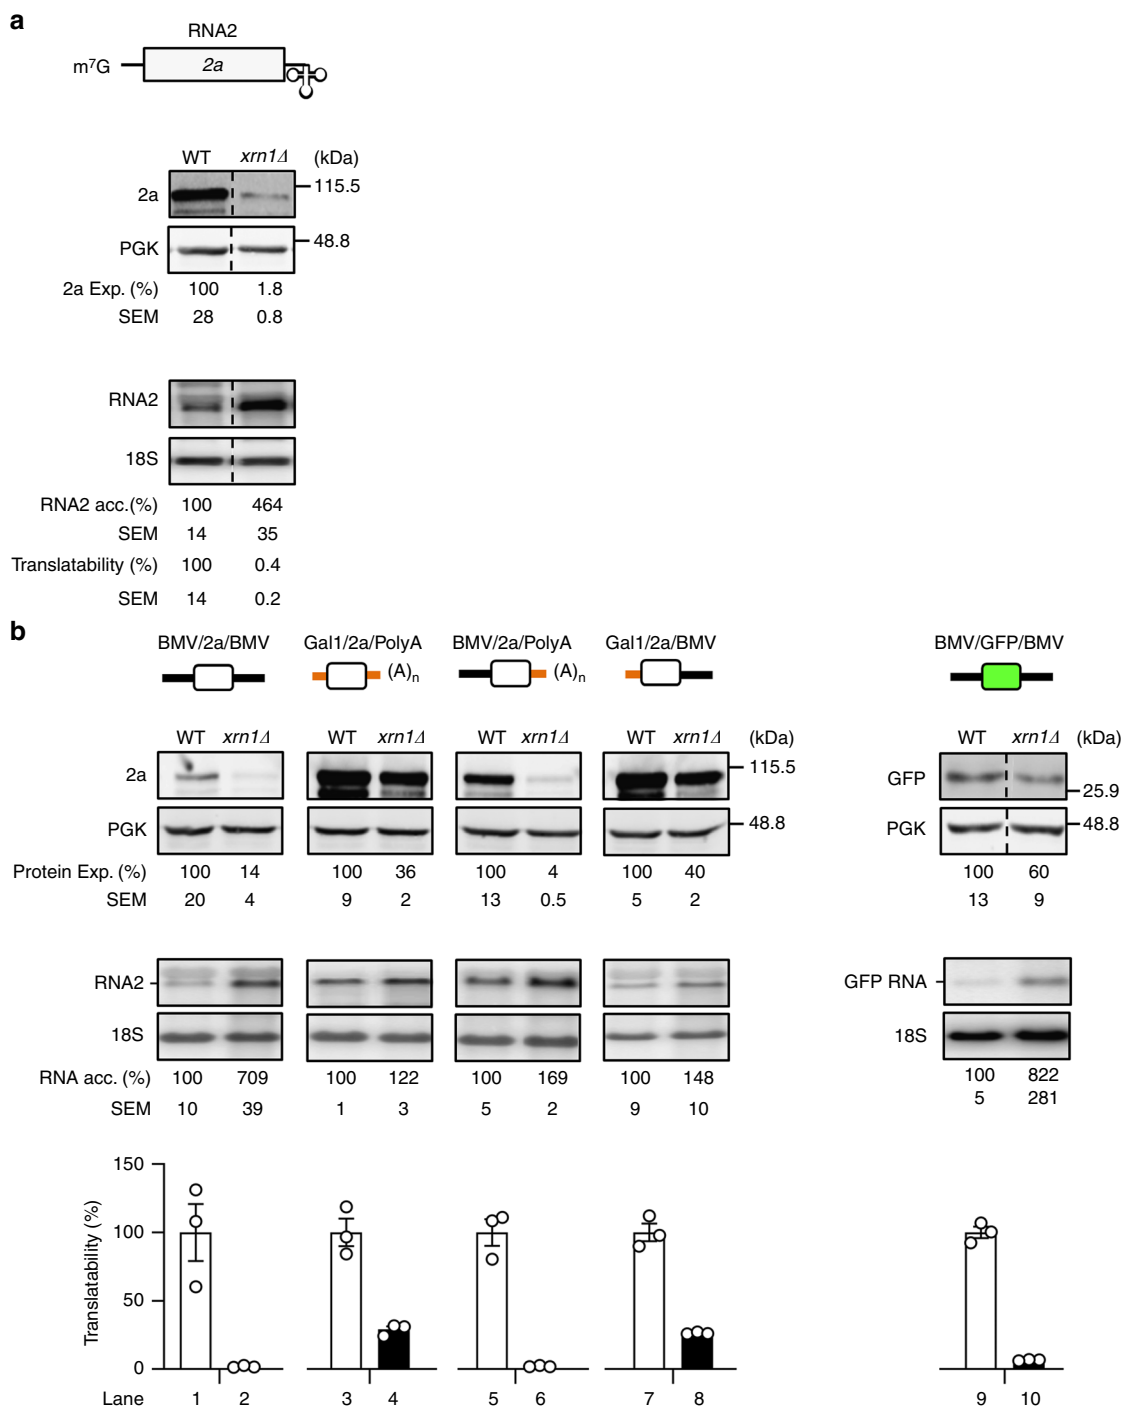 a
RNA2
m7G 2a
WT xrn1Δ (kDa)
2a 115.5
PGK 48.8
2a Exp. (%) 100 1.8
SEM 28 0.8
RNA2
18S
RNA2 acc.(%) 100 464
SEM 14 35
Translatability (%) 100 0.4
SEM 14 0.2
b
BMV/2a/BMV Gal1/2a/PolyA BMV/2a/PolyA Gal1/2a/BMV BMV/GFP/BMV
(A)n (A)n
WT xrn1Δ WT xrn1Δ WT xrn1Δ WT xrn1Δ (kDa) WT xrn1Δ (kDa)
2a 115.5 GFP 25.9
PGK 48.8 PGK 48.8
Protein Exp. (%) 100 14 100 36 100 4 100 40 100 60
SEM 20 4 9 2 13 0.5 5 2 13 9
RNA2 GFP RNA
18S 18S
RNA acc. (%) 100 709 100 122 100 169 100 148 100 822
SEM 10 39 1 3 5 2 9 10 5 281
Translatability (%)
150
100
50
0
Lane 1 2 3 4 5 6 7 8 9 10